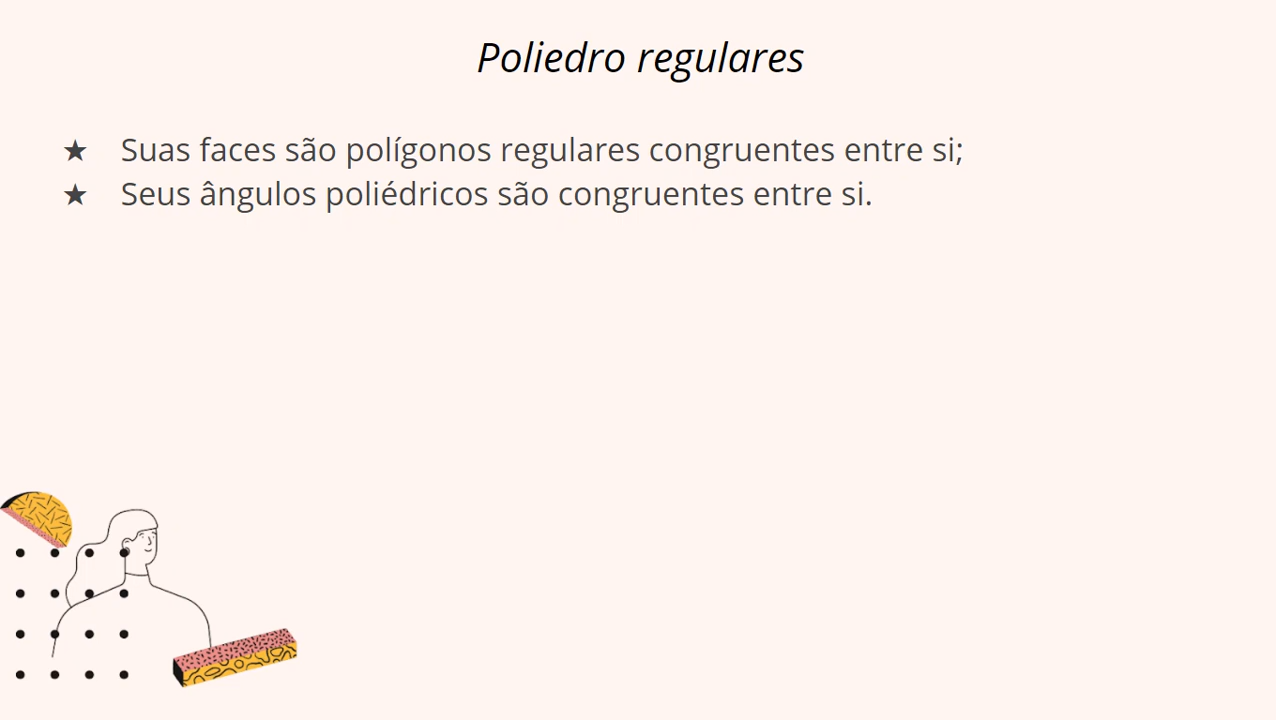 Poliedro regulares
★ Suas faces são polígonos regulares congruentes entre si;
★ Seus ângulos poliédricos são congruentes entre si.